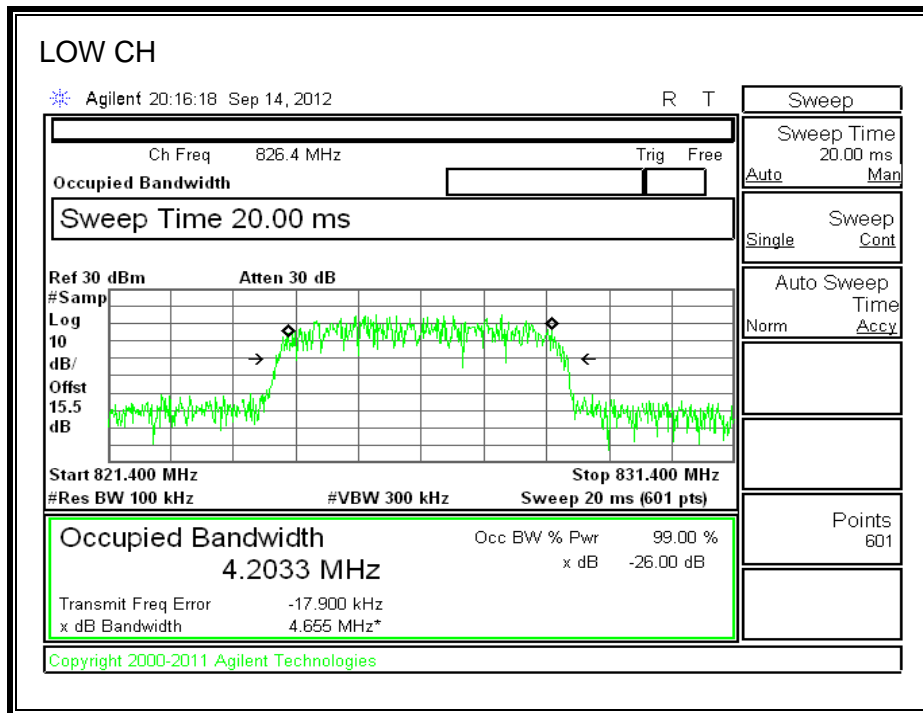 LOW CH
Agilent 20:16:18 Sep 14, 2012 R T
Ch Freq 826.4 MHz Trig Free
Occupied Bandwidth
Sweep Time 20.00 ms
Ref 30 dBm Atten 30 dB
#Samp
Log
10
dB/
Offst
15.5
dB
Start 821.400 MHz Stop 831.400 MHz
#Res BW 100 kHz #VBW 300 kHz Sweep 20 ms (601 pts)
Occupied Bandwidth
4.2033 MHz
Occ BW % Pwr 99.00 %
x dB -26.00 dB
Transmit Freq Error -17.900 kHz
x dB Bandwidth 4.655 MHz*
Copyright 2000-2011 Agilent Technologies
Sweep
Sweep Time
20.00 ms
Auto Man
Sweep
Single Cont
Auto Sweep
Time
Norm Accy
Points
601